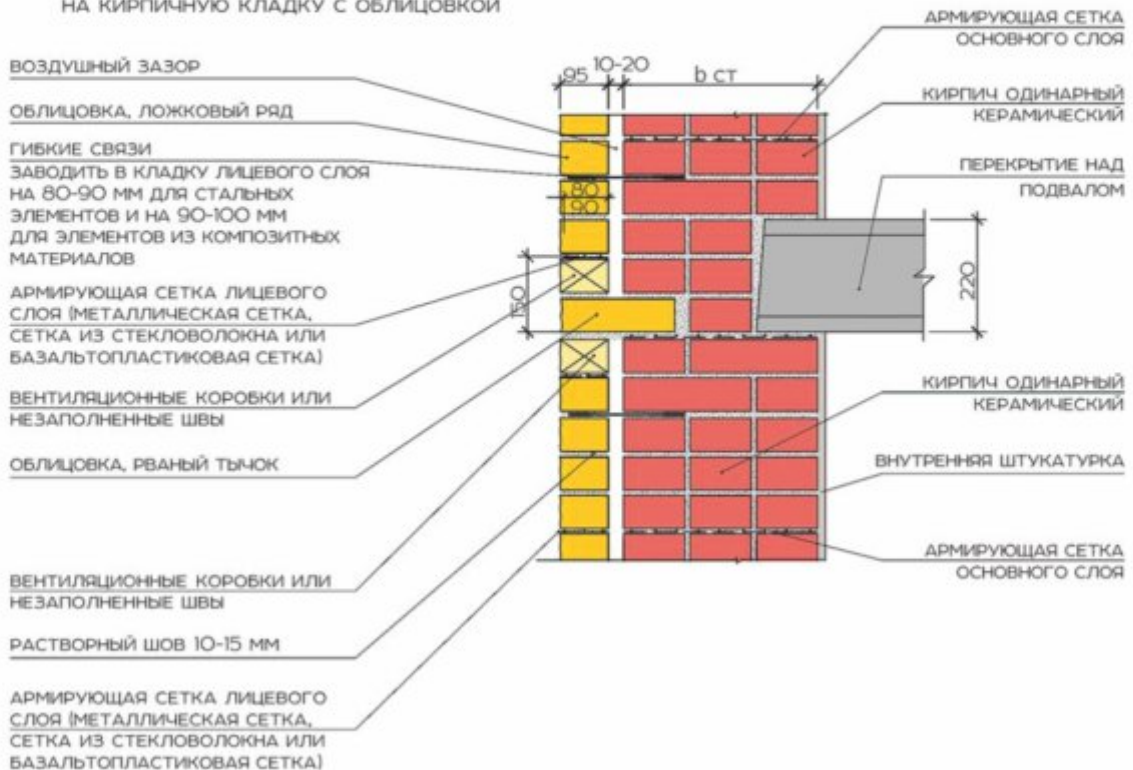 НА КИРПИЧНУЮ КЛАДКУ С ОБЛИЦОВКОЙ
ВОЗДУШНЫЙ ЗАЗОР
ОБЛИЦОВКА, ЛОЖКОВЫЙ РЯД
ГИБКИЕ СВЯЗИ
ЗАВОДИТЬ В КЛАДКУ ЛИЦЕВОГО СЛОЯ
НА 80-90 ММ ДЛЯ СТАЛЬНЫХ
ЭЛЕМЕНТОВ И НА 90-100 ММ
ДЛЯ ЭЛЕМЕНТОВ ИЗ КОМПОЗИТНЫХ
МАТЕРИАЛОВ
АРМИРУЮЩАЯ СЕТКА ЛИЦЕВОГО
СЛОЯ (МЕТАЛЛИЧЕСКАЯ СЕТКА,
СЕТКА ИЗ СТЕКЛОВОЛОКНА ИЛИ
БАЗАЛЬТОПЛАСТИКОВАЯ СЕТКА)
ВЕНТИЛЯЦИОННЫЕ КОРОБКИ ИЛИ
НЕЗАПОЛНЕННЫЕ ШВЫ
ОБЛИЦОВКА, РВАНЫЙ ТЫЧОК
ВЕНТИЛЯЦИОННЫЕ КОРОБКИ ИЛИ
НЕЗАПОЛНЕННЫЕ ШВЫ
РАСТВОРНЫЙ ШОВ 10-15 ММ
АРМИРУЮЩАЯ СЕТКА ЛИЦЕВОГО
СЛОЯ (МЕТАЛЛИЧЕСКАЯ СЕТКА,
СЕТКА ИЗ СТЕКЛОВОЛОКНА ИЛИ
БАЗАЛЬТОПЛАСТИКОВАЯ СЕТКА)
95 10-20 b ст
80
90
150
220
АРМИРУЮЩАЯ СЕТКА
ОСНОВНОГО СЛОЯ
КИРПИЧ ОДИНАРНЫЙ
КЕРАМИЧЕСКИЙ
ПЕРЕКРЫТИЕ НАД
ПОДВАЛОМ
КИРПИЧ ОДИНАРНЫЙ
КЕРАМИЧЕСКИЙ
ВНУТРЕННЯЯ ШТУКАТУРКА
АРМИРУЮЩАЯ СЕТКА
ОСНОВНОГО СЛОЯ